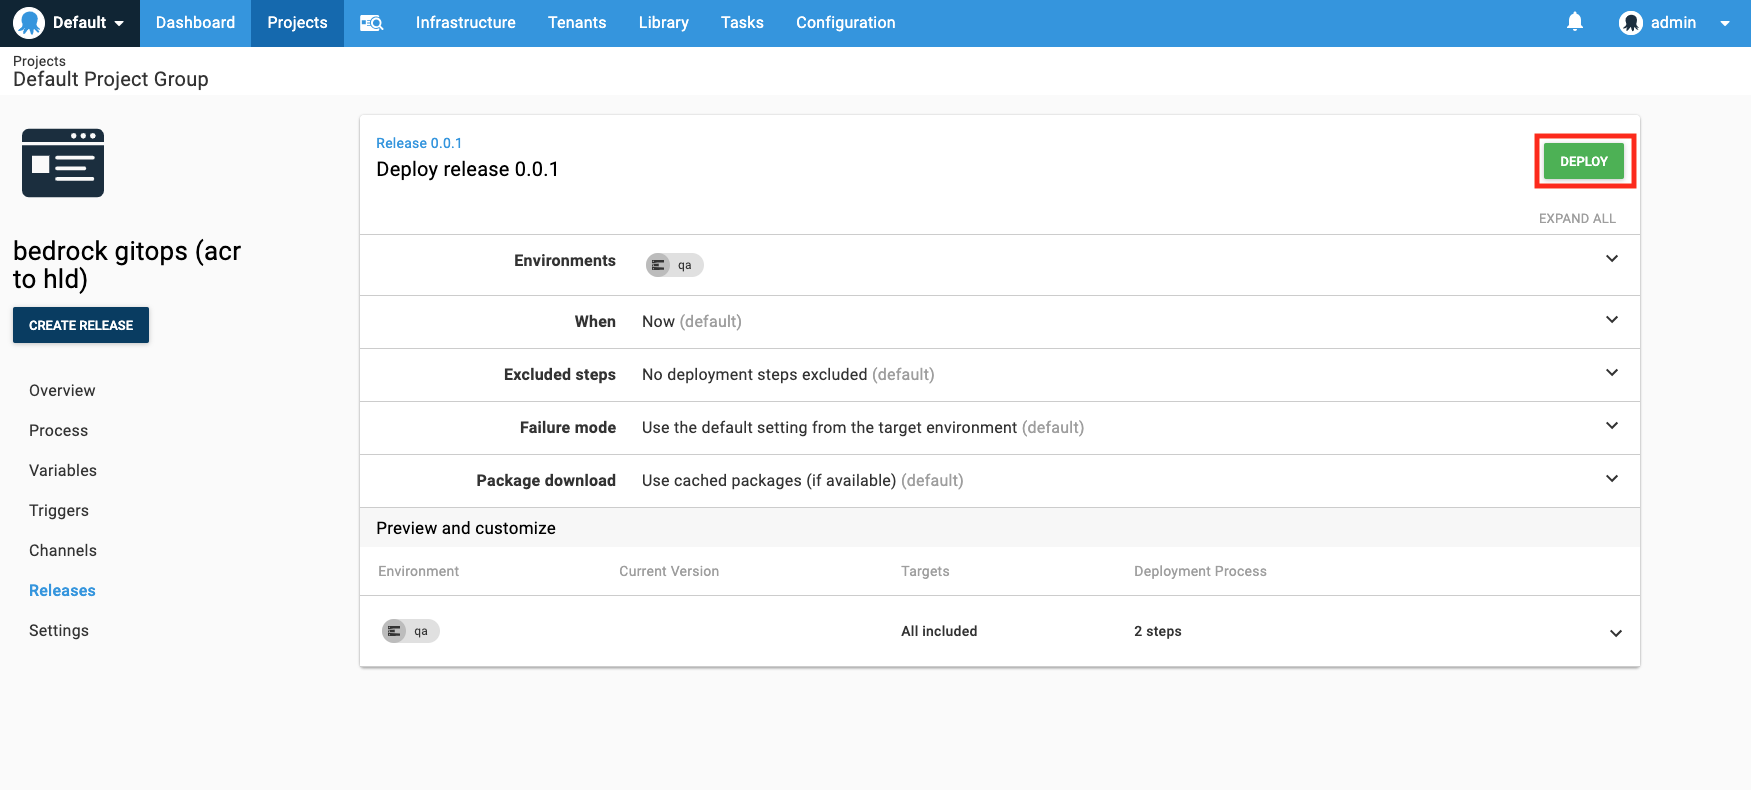 Default Dashboard Projects Infrastructure Tenants Library Tasks Configuration admin
Projects
Default Project Group
bedrock gitops (acr
to hld)
CREATE RELEASE
Overview
Process
Variables
Triggers
Channels
Releases
Settings
Release 0.0.1
Deploy release 0.0.1
DEPLOY
EXPAND ALL
Environments qa
When Now (default)
Excluded steps No deployment steps excluded (default)
Failure mode Use the default setting from the target environment (default)
Package download Use cached packages (if available) (default)
Preview and customize
Environment Current Version Targets Deployment Process
qa All included 2 steps